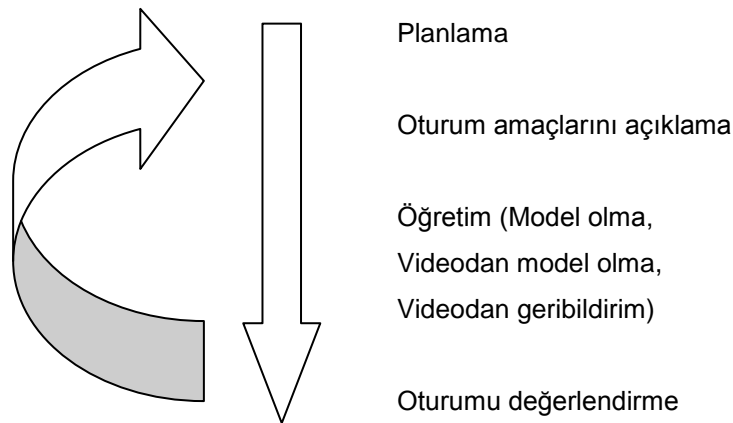 Planlama
Oturum amaçlarını açıklama
Öğretim (Model olma,
Videodan model olma,
Videodan geribildirim)
Oturumu değerlendirme